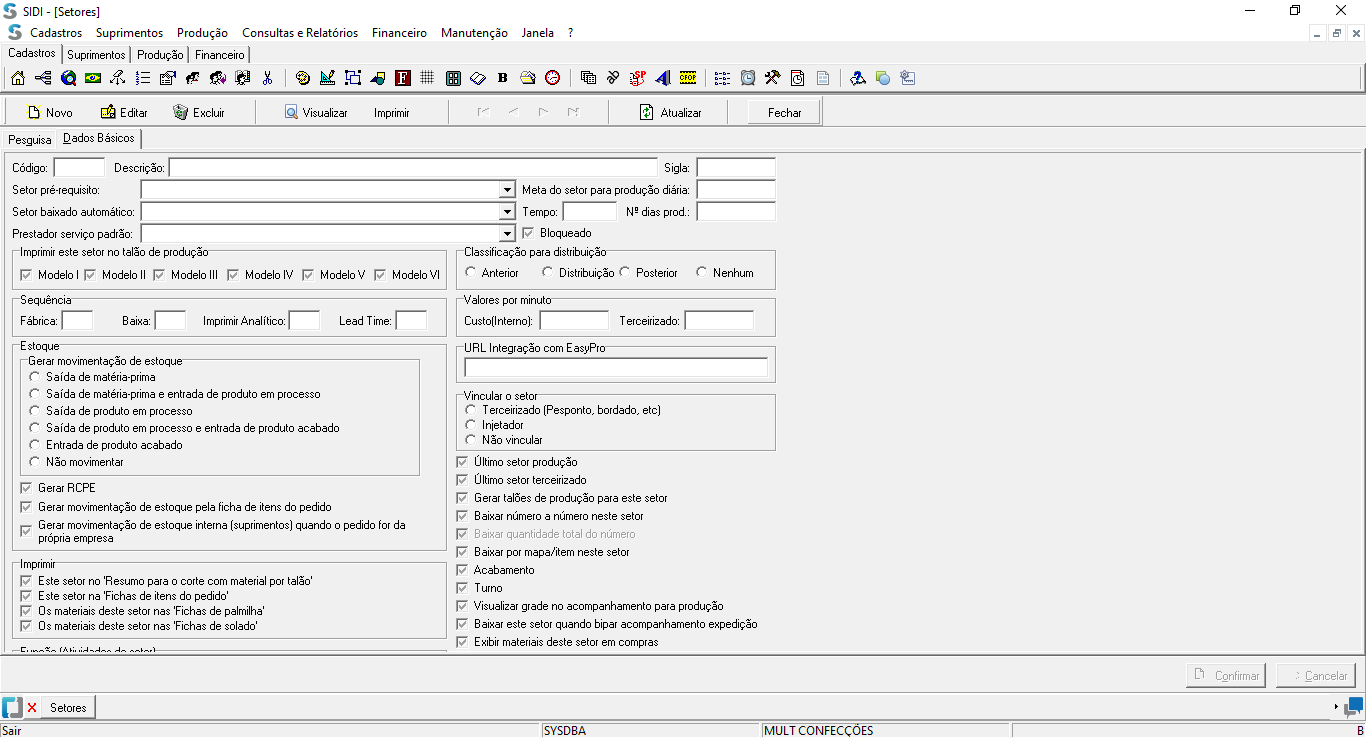 SIDI - [Setores]
Cadastros Suprimentos Produção Consultas e Relatórios Financeiro Manutenção Janela ?
Cadastros Suprimentos Produção Financeiro
Novo Editar Excluir Visualizar Imprimir Atualizar Fechar
Pesquisa Dados Básicos
Código: Descrição: Sigla:
Setor pré-requisito: Meta do setor para produção diária:
Setor baixado automático: Tempo: Nº dias prod.:
Prestador serviço padrão: Bloqueado
Imprimir este setor no talão de produção
Modelo I Modelo II Modelo III Modelo IV Modelo V Modelo VI
Classificação para distribuição
Anterior Distribuição Posterior Nenhum
Sequência
Fábrica: Baixa: Imprimir Analítico: Lead Time:
Valores por minuto
Custo(Interno): Terceirizado:
Estoque
Gerar movimentação de estoque
Saída de matéria-prima
Saída de matéria-prima e entrada de produto em processo
Saída de produto em processo
Saída de produto em processo e entrada de produto acabado
Entrada de produto acabado
Não movimentar
Gerar RCPE
Gerar movimentação de estoque pela ficha de itens do pedido
Gerar movimentação de estoque interna (suprimentos) quando o pedido for da
própria empresa
Imprimir
Este setor no 'Resumo para o corte com material por talão'
Este setor na 'Fichas de itens do pedido'
Os materiais deste setor nas 'Fichas de palmilha'
Os materiais deste setor nas 'Fichas de solado'
Função (Atividades do setor)
URL Integração com EasyPro
Vincular o setor
Terceirizado (Pesponto, bordado, etc)
Injetador
Não vincular
Último setor produção
Último setor terceirizado
Gerar talões de produção para este setor
Baixar número a número neste setor
Baixar quantidade total do número
Baixar por mapa/item neste setor
Acabamento
Turno
Visualizar grade no acompanhamento para produção
Baixar este setor quando bipar acompanhamento expedição
Exibir materiais deste setor em compras
Confirmar Cancelar
Setores
Sair SYSDBA MULT CONFECÇÕES B